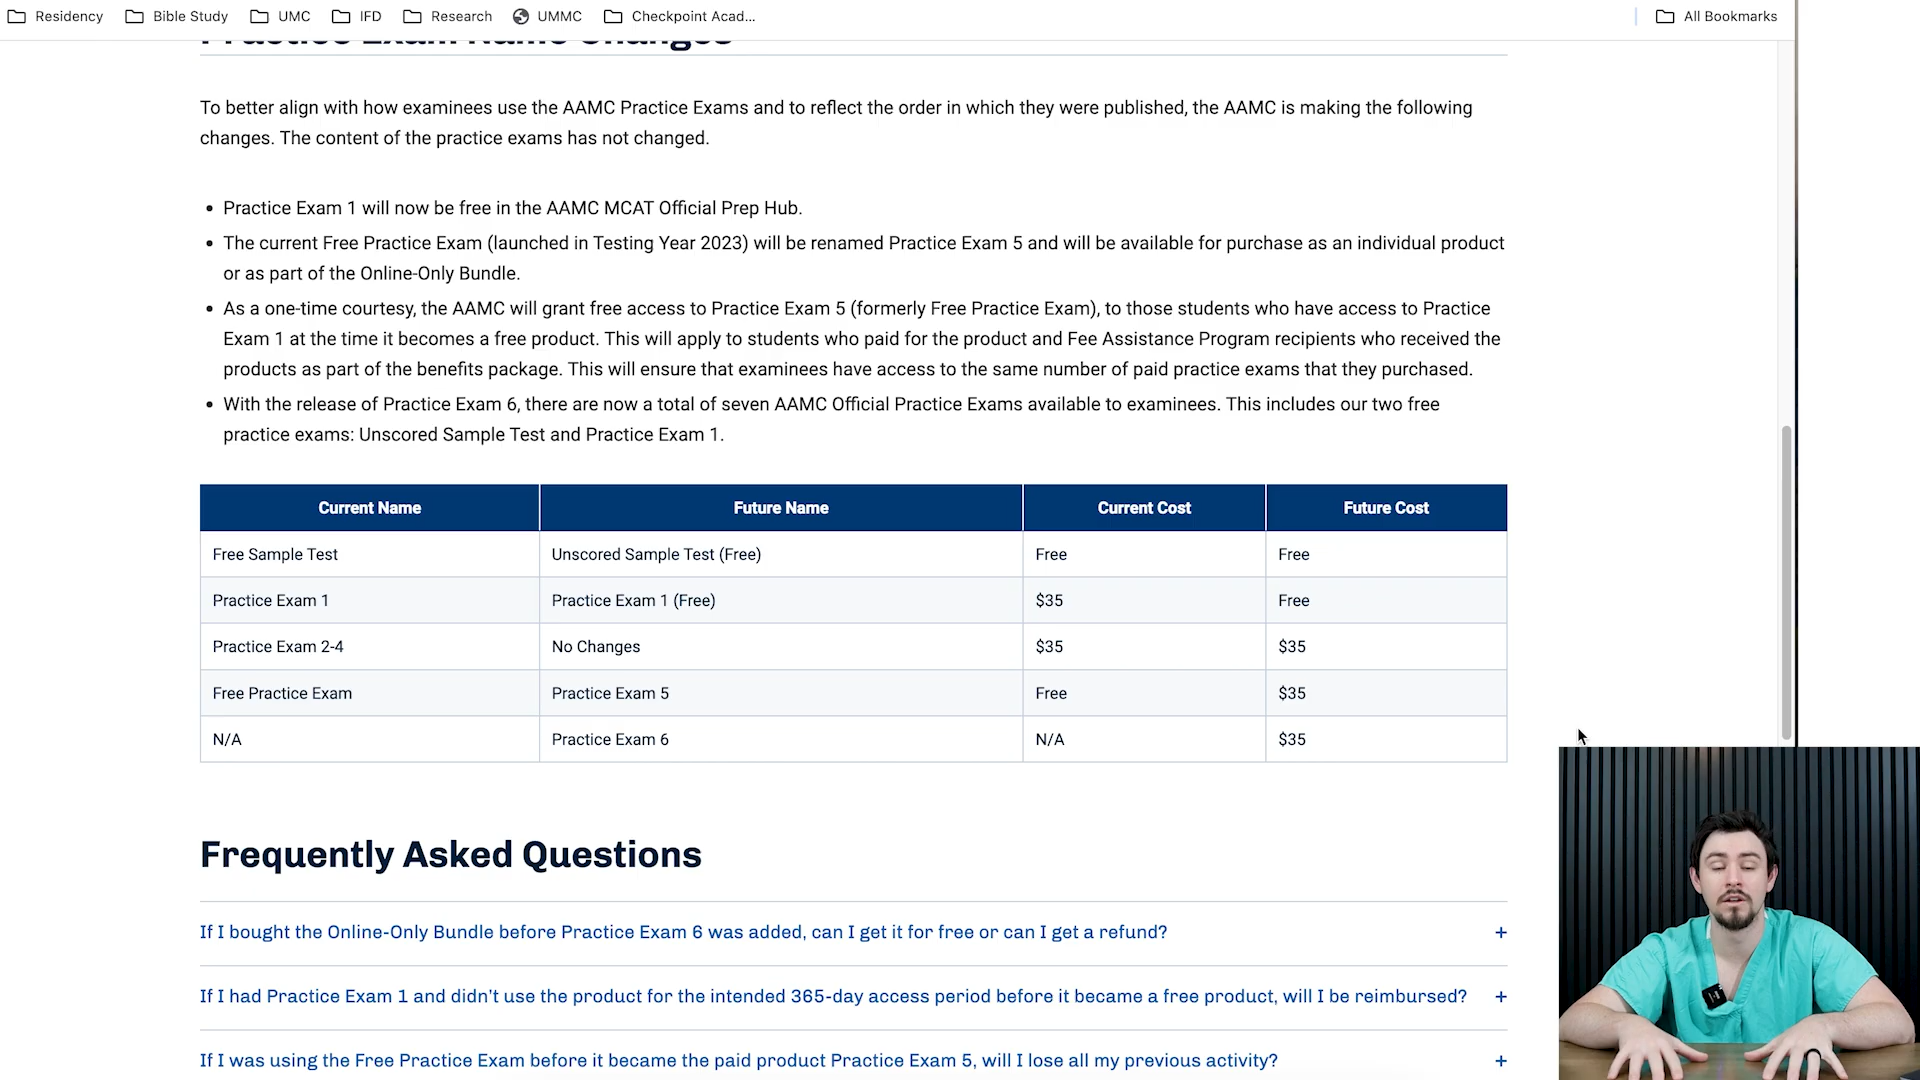 Residency Bible Study UMC IFD Research UMMC Checkpoint Acad... All Bookmarks
Practice Exam Name Changes
To better align with how examinees use the AAMC Practice Exams and to reflect the order in which they were published, the AAMC is making the following
changes. The content of the practice exams has not changed.
• Practice Exam 1 will now be free in the AAMC MCAT Official Prep Hub.
• The current Free Practice Exam (launched in Testing Year 2023) will be renamed Practice Exam 5 and will be available for purchase as an individual product
or as part of the Online-Only Bundle.
• As a one-time courtesy, the AAMC will grant free access to Practice Exam 5 (formerly Free Practice Exam), to those students who have access to Practice
Exam 1 at the time it becomes a free product. This will apply to students who paid for the product and Fee Assistance Program recipients who received the
products as part of the benefits package. This will ensure that examinees have access to the same number of paid practice exams that they purchased.
• With the release of Practice Exam 6, there are now a total of seven AAMC Official Practice Exams available to examinees. This includes our two free
practice exams: Unscored Sample Test and Practice Exam 1.
Current Name Future Name Current Cost Future Cost
Free Sample Test Unscored Sample Test (Free) Free Free
Practice Exam 1 Practice Exam 1 (Free) $35 Free
Practice Exam 2-4 No Changes $35 $35
Free Practice Exam Practice Exam 5 Free $35
N/A Practice Exam 6 N/A $35
Frequently Asked Questions
If I bought the Online-Only Bundle before Practice Exam 6 was added, can I get it for free or can I get a refund? +
If I had Practice Exam 1 and didn't use the product for the intended 365-day access period before it became a free product, will I be reimbursed? +
If I was using the Free Practice Exam before it became the paid product Practice Exam 5, will I lose all my previous activity? +